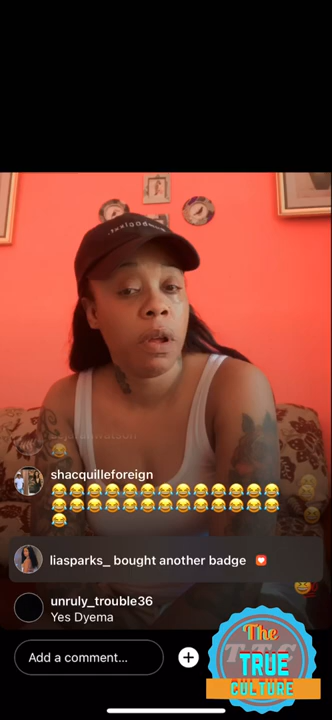 shacquilleforeign
😂😂😂😂😂😂😂😂😂😂😂😂😂
😂😂😂😂😂😂😂😂😂😂😂😂😂
😂
liasparks_ bought another badge
unruly_trouble36
Yes Dyema
Add a comment...
The
TRUE
CULTURE